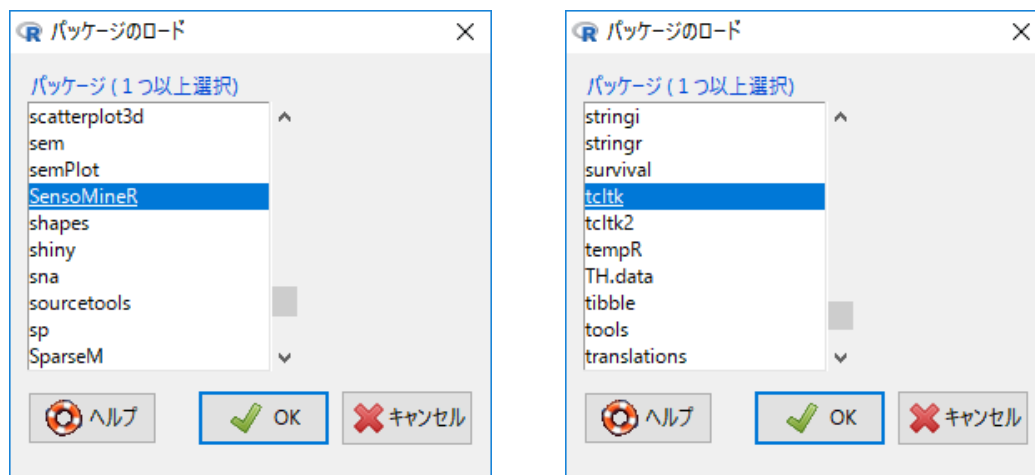 パッケージのロード
パッケージ (１つ以上選択)
scatterplot3d
sem
semPlot
SensoMineR
shapes
shiny
sna
sourcetools
sp
SparseM
ヘルプ
OK
キャンセル
パッケージのロード
パッケージ (１つ以上選択)
stringi
stringr
survival
tcltk
tcltk2
tempR
TH.data
tibble
tools
translations
ヘルプ
OK
キャンセル